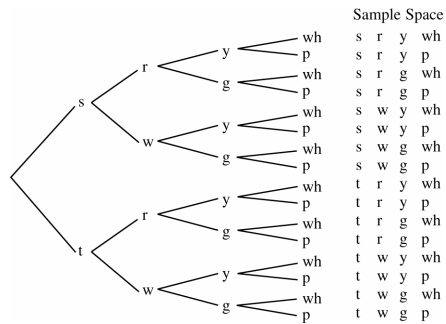 Sample Space
wh s r y wh
y p s r y p
r wh s r g wh
g p s r g p
s wh s w y wh
y p s w y p
w wh s w g wh
g p s w g p
wh t r y wh
y p t r y p
r wh t r g wh
g p t r g p
t wh t w y wh
y p t w y p
w wh t w g wh
g p t w g p